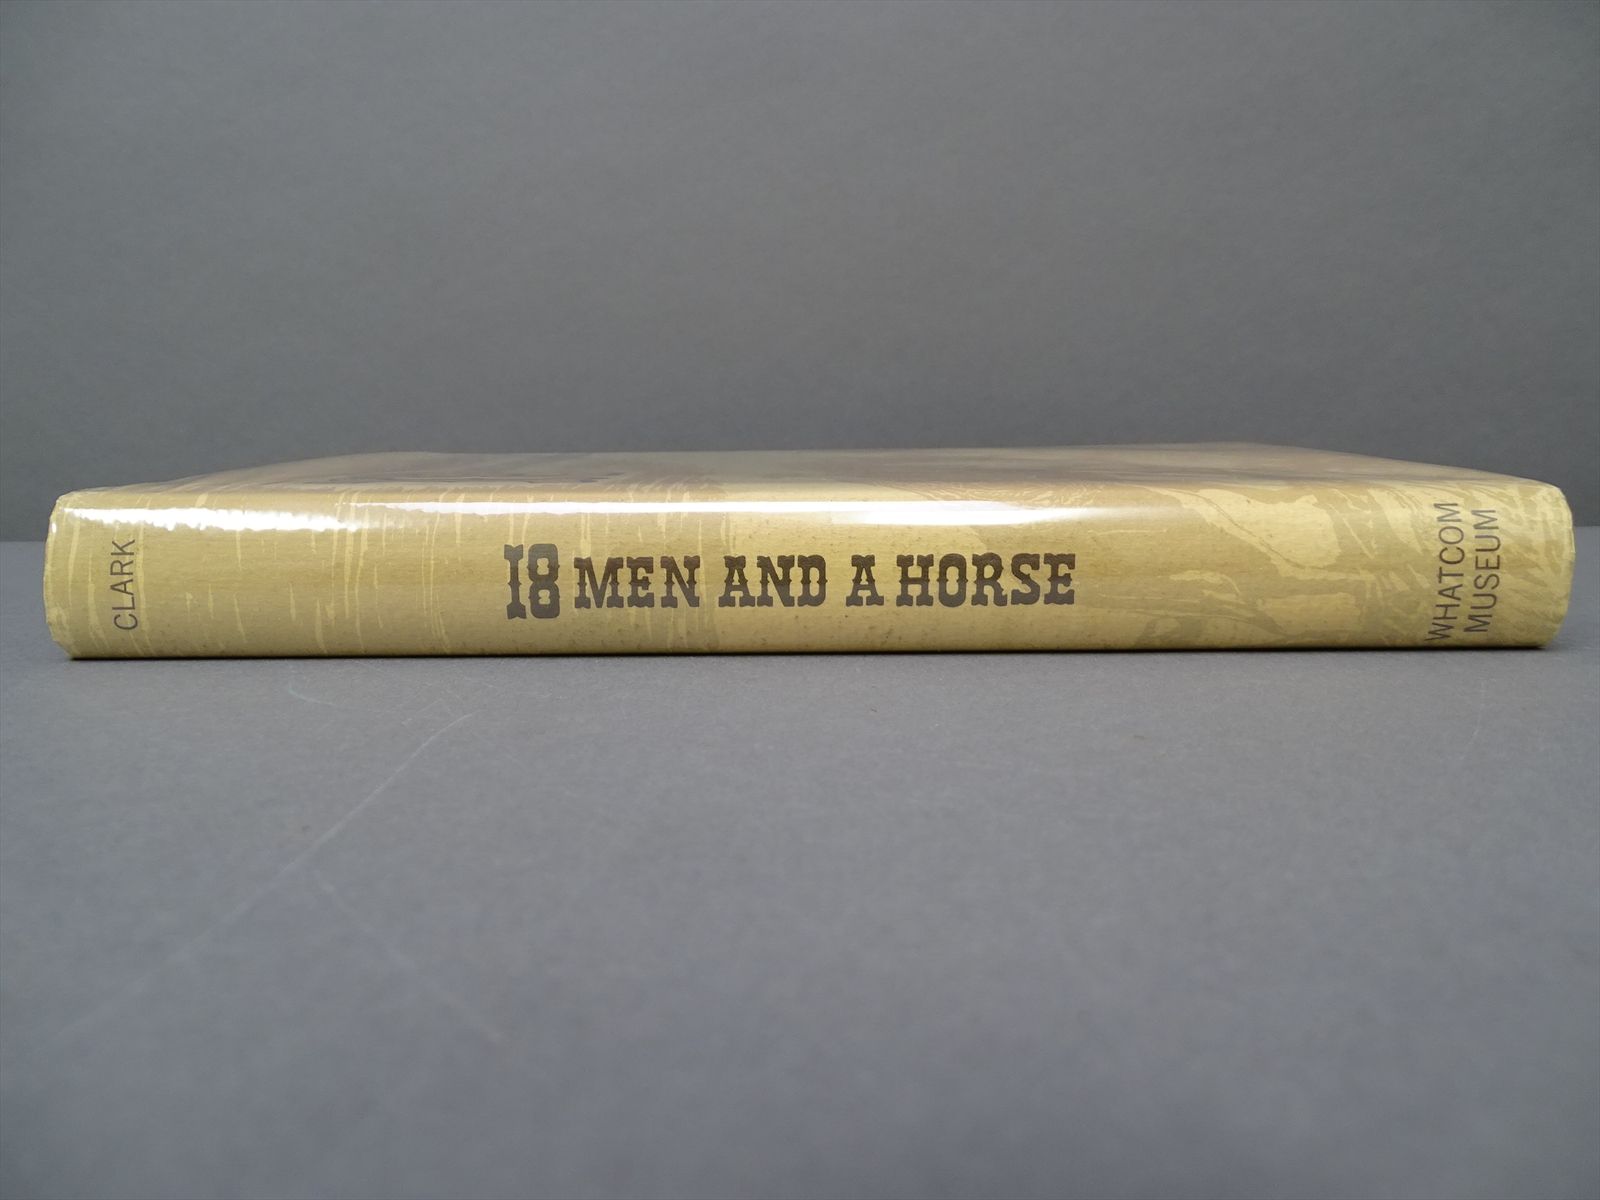 CLARK
18 MEN AND A HORSE
WHATCOM
MUSEUM